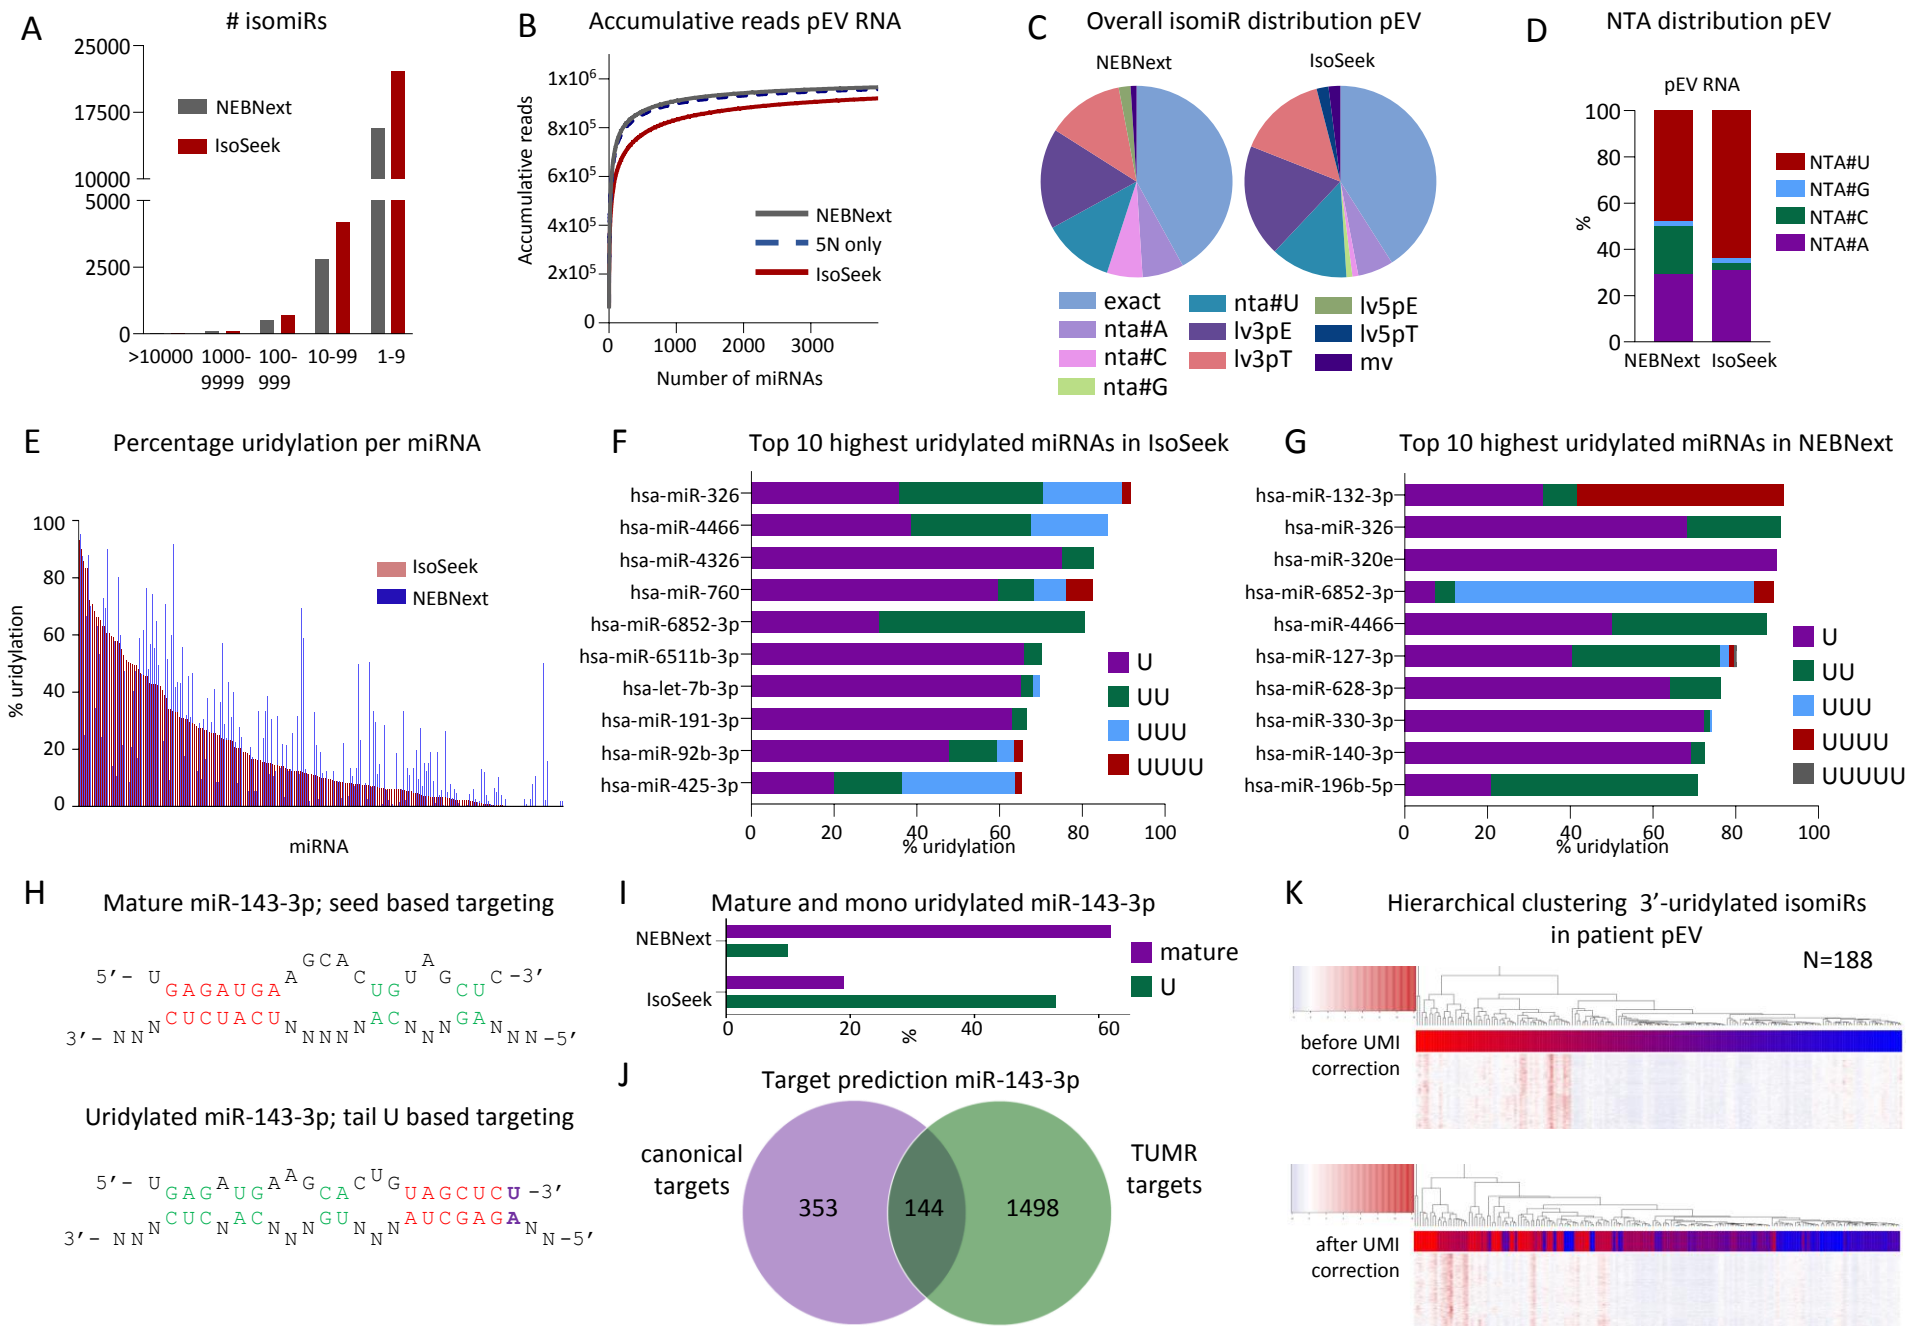 A
# isomiRs
25000
17500
10000
5000
2500
0
NEBNext
IsoSeek
>10000
1000-
9999
100-
999
10-99
1-9
B
Accumulative reads pEV RNA
Accumulative reads
1x10⁶
8x10⁵
6x10⁵
4x10⁵
2x10⁵
0
NEBNext
5N only
IsoSeek
0
1000
2000
3000
Number of miRNAs
C
Overall isomiR distribution pEV
NEBNext
IsoSeek
exact
nta#A
nta#C
nta#G
nta#U
lv3pE
lv3pT
lv5pE
lv5pT
mv
D
NTA distribution pEV
pEV RNA
100
80
60
40
20
0
%
NEBNext
IsoSeek
NTA#U
NTA#G
NTA#C
NTA#A
E
Percentage uridylation per miRNA
% uridylation
100
80
60
40
20
0
IsoSeek
NEBNext
miRNA
F
Top 10 highest uridylated miRNAs in IsoSeek
hsa-miR-326
hsa-miR-4466
hsa-miR-4326
hsa-miR-760
hsa-miR-6852-3p
hsa-miR-6511b-3p
hsa-let-7b-3p
hsa-miR-191-3p
hsa-miR-92b-3p
hsa-miR-425-3p
U
UU
UUU
UUUU
0
20
40
60
80
100
% uridylation
G
Top 10 highest uridylated miRNAs in NEBNext
hsa-miR-132-3p
hsa-miR-326
hsa-miR-320e
hsa-miR-6852-3p
hsa-miR-4466
hsa-miR-127-3p
hsa-miR-628-3p
hsa-miR-330-3p
hsa-miR-140-3p
hsa-miR-196b-5p
U
UU
UUU
UUUU
UUUUU
0
20
40
60
80
100
% uridylation
H
Mature miR-143-3p; seed based targeting
5′- U GAGAUGA A GCAC UG U A G CU C -3′
3′- NNN CUCUACU NNNN AC NNN GA NNN -5′
Uridylated miR-143-3p; tail U based targeting
5′- U GAGAUGA A G CA C U G UAGCUC U -3′
3′- NNN CUC N AC NNN GU NNN AUCGAG A NN -5′
I
Mature and mono uridylated miR-143-3p
NEBNext
IsoSeek
mature
U
0
20
40
60
%
J
Target prediction miR-143-3p
canonical
targets
353
144
1498
TUMR
targets
K
Hierarchical clustering 3′-uridylated isomiRs
in patient pEV
N=188
before UMI
correction
after UMI
correction